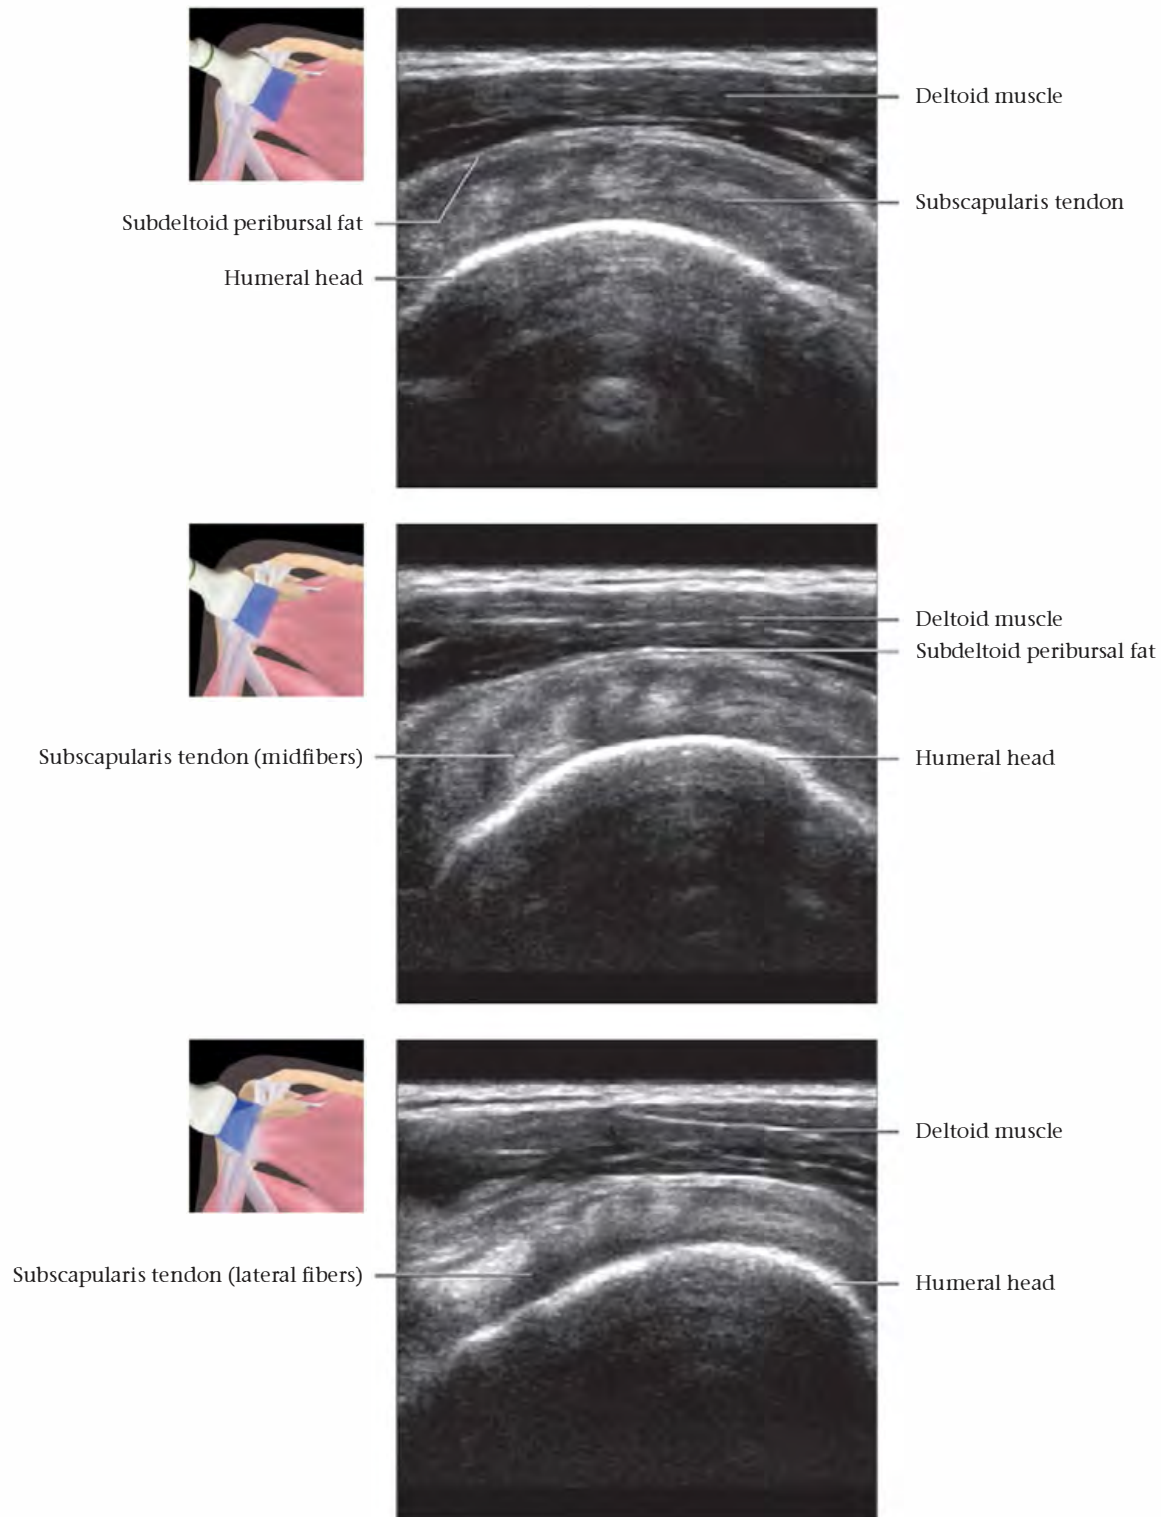 Deltoid muscle
Subscapularis tendon
Subdeltoid peribursal fat
Humeral head
Deltoid muscle
Subdeltoid peribursal fat
Subscapularis tendon (midfibers)
Humeral head
Deltoid muscle
Subscapularis tendon (lateral fibers)
Humeral head